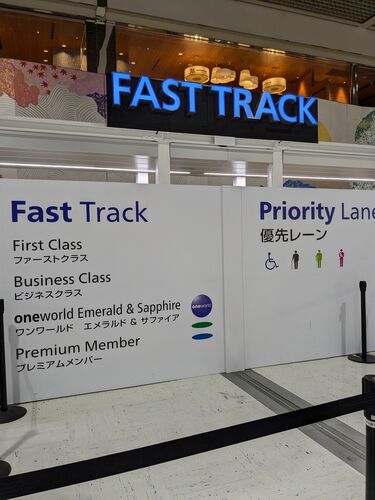 FAST TRACK
Fast Track
First Class
ファーストクラス
Business Class
ビジネスクラス
oneworld Emerald & Sapphire
ワンワールド エメラルド & サファイア
oneworld
Premium Member
プレミアムメンバー
Priority Lane
優先レーン